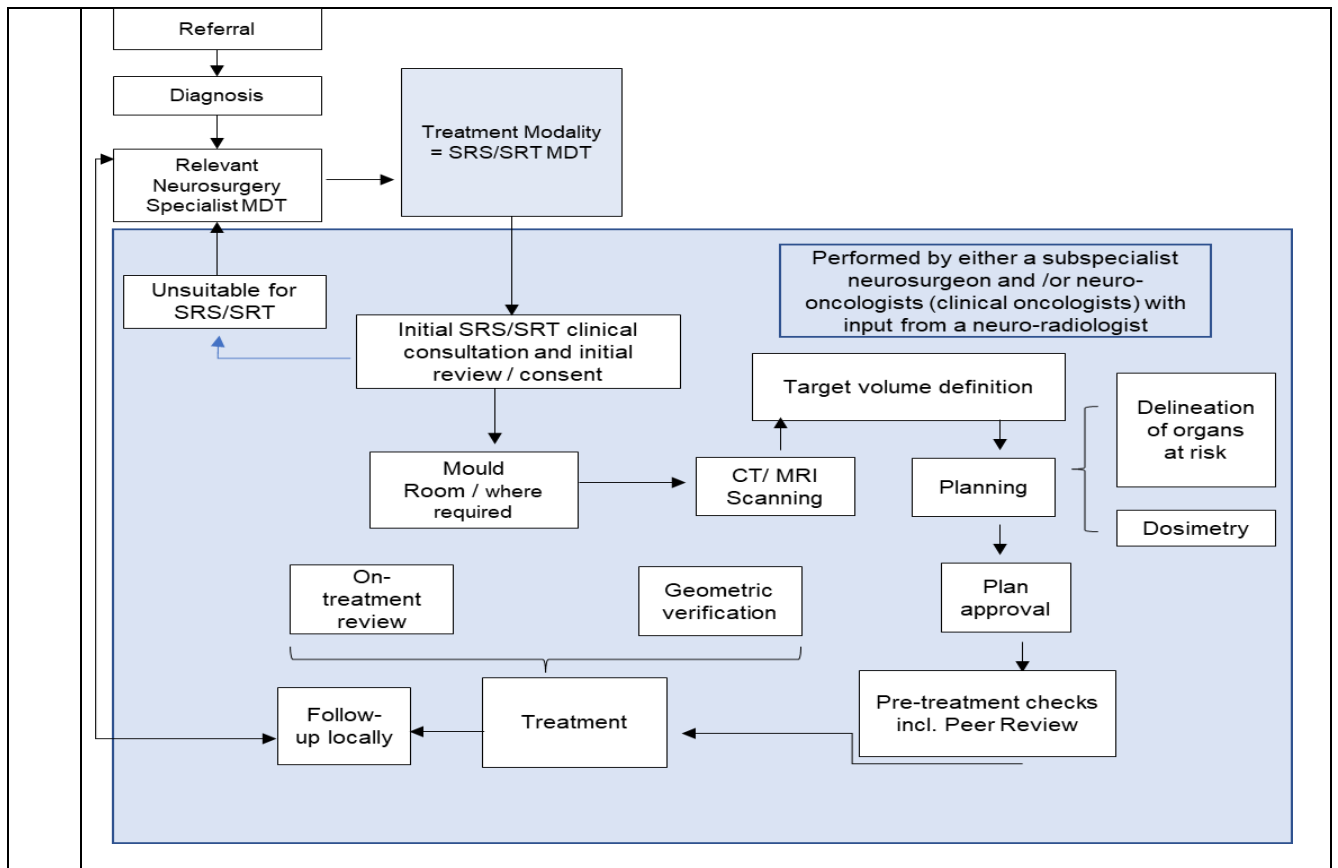 Referral
Diagnosis
Relevant
Neurosurgery
Specialist MDT
Treatment Modality
= SRS/SRT MDT
Unsuitable for
SRS/SRT
Initial SRS/SRT clinical
consultation and initial
review / consent
Performed by either a subspecialist
neurosurgeon and /or neuro-
oncologists (clinical oncologists) with
input from a neuro-radiologist
Target volume definition
Delineation
of organs
at risk
Mould
Room / where
required
CT/ MRI
Scanning
Planning
Dosimetry
On-
treatment
review
Geometric
verification
Plan
approval
Follow-
up locally
Treatment
Pre-treatment checks
incl. Peer Review